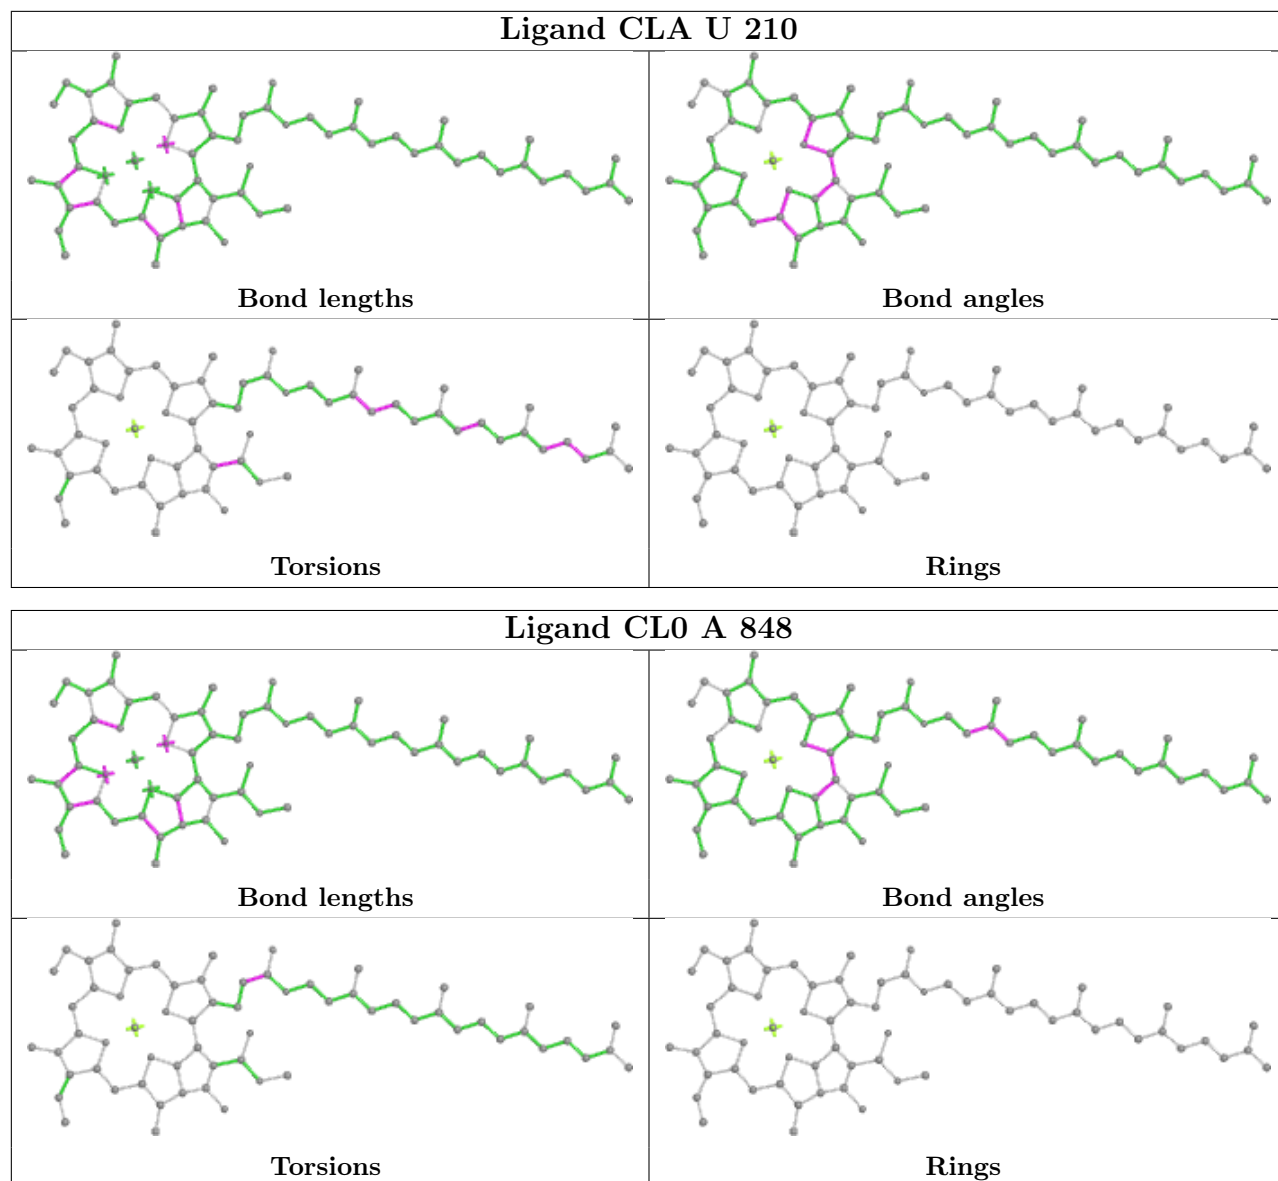 Ligand CLA U 210
Bond lengths
Bond angles
Torsions
Rings
Ligand CL0 A 848
Bond lengths
Bond angles
Torsions
Rings